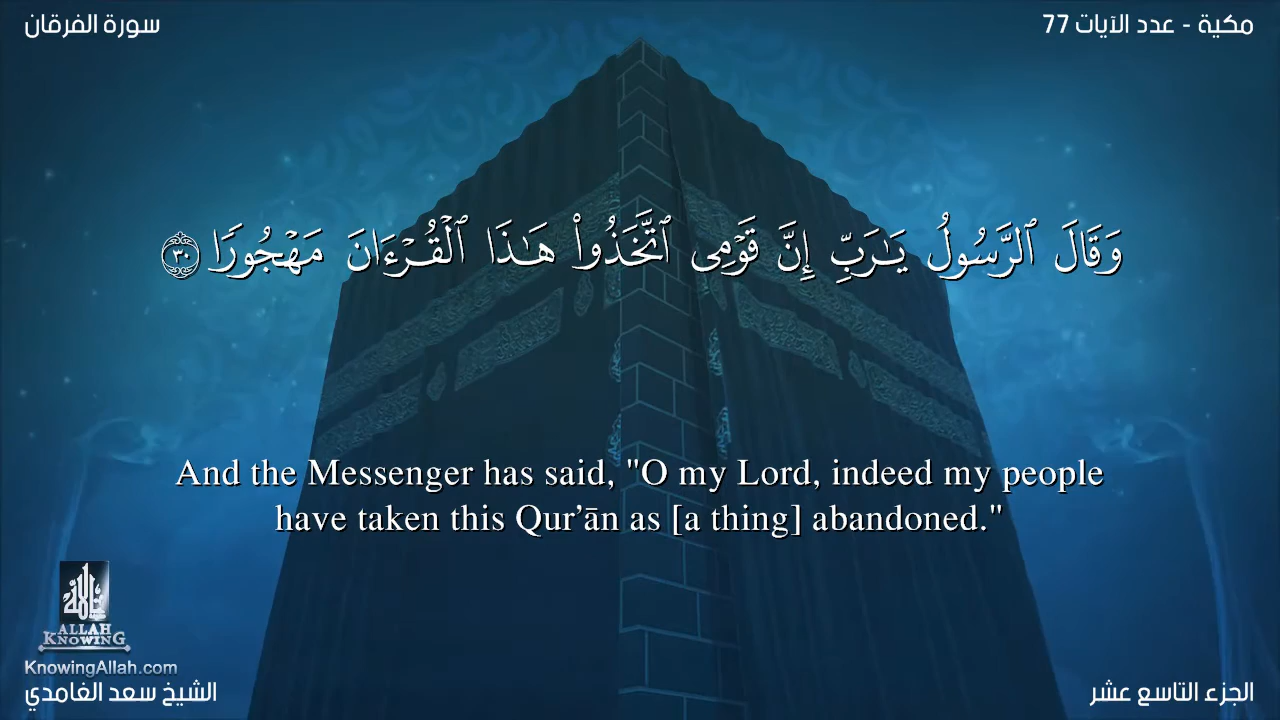 سورة الفرقان
مكية - عدد الآيات 77
وَقَالَ ٱلرَّسُولُ يَـٰرَبِّ إِنَّ قَوْمِى ٱتَّخَذُوا۟ هَـٰذَا ٱلْقُرْءَانَ مَهْجُورًا ٣٠
And the Messenger has said, "O my Lord, indeed my people
have taken this Qur’ān as [a thing] abandoned."
ALLAH
KNOWING
KnowingAllah.com
الشيخ سعد الغامدي
الجزء التاسع عشر